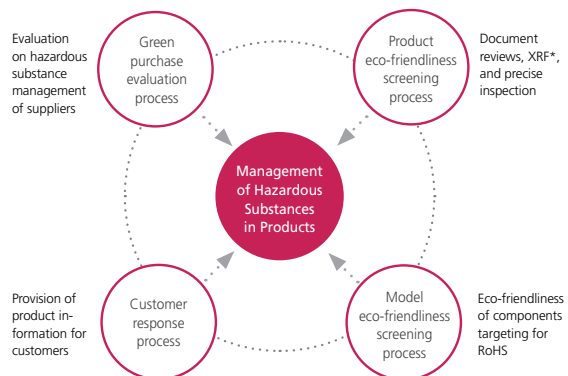 Evaluation
on hazardous
substance
management
of suppliers
Green
purchase
evaluation
process
Product
eco-friendliness
screening
process
Document
reviews, XRF*,
and precise
inspection
Management
of Hazardous
Substances
in Products
Provision of
product in-
formation for
customers
Customer
response
process
Model
eco-friendliness
screening
process
Eco-friendliness
of components
targeting for
RoHS